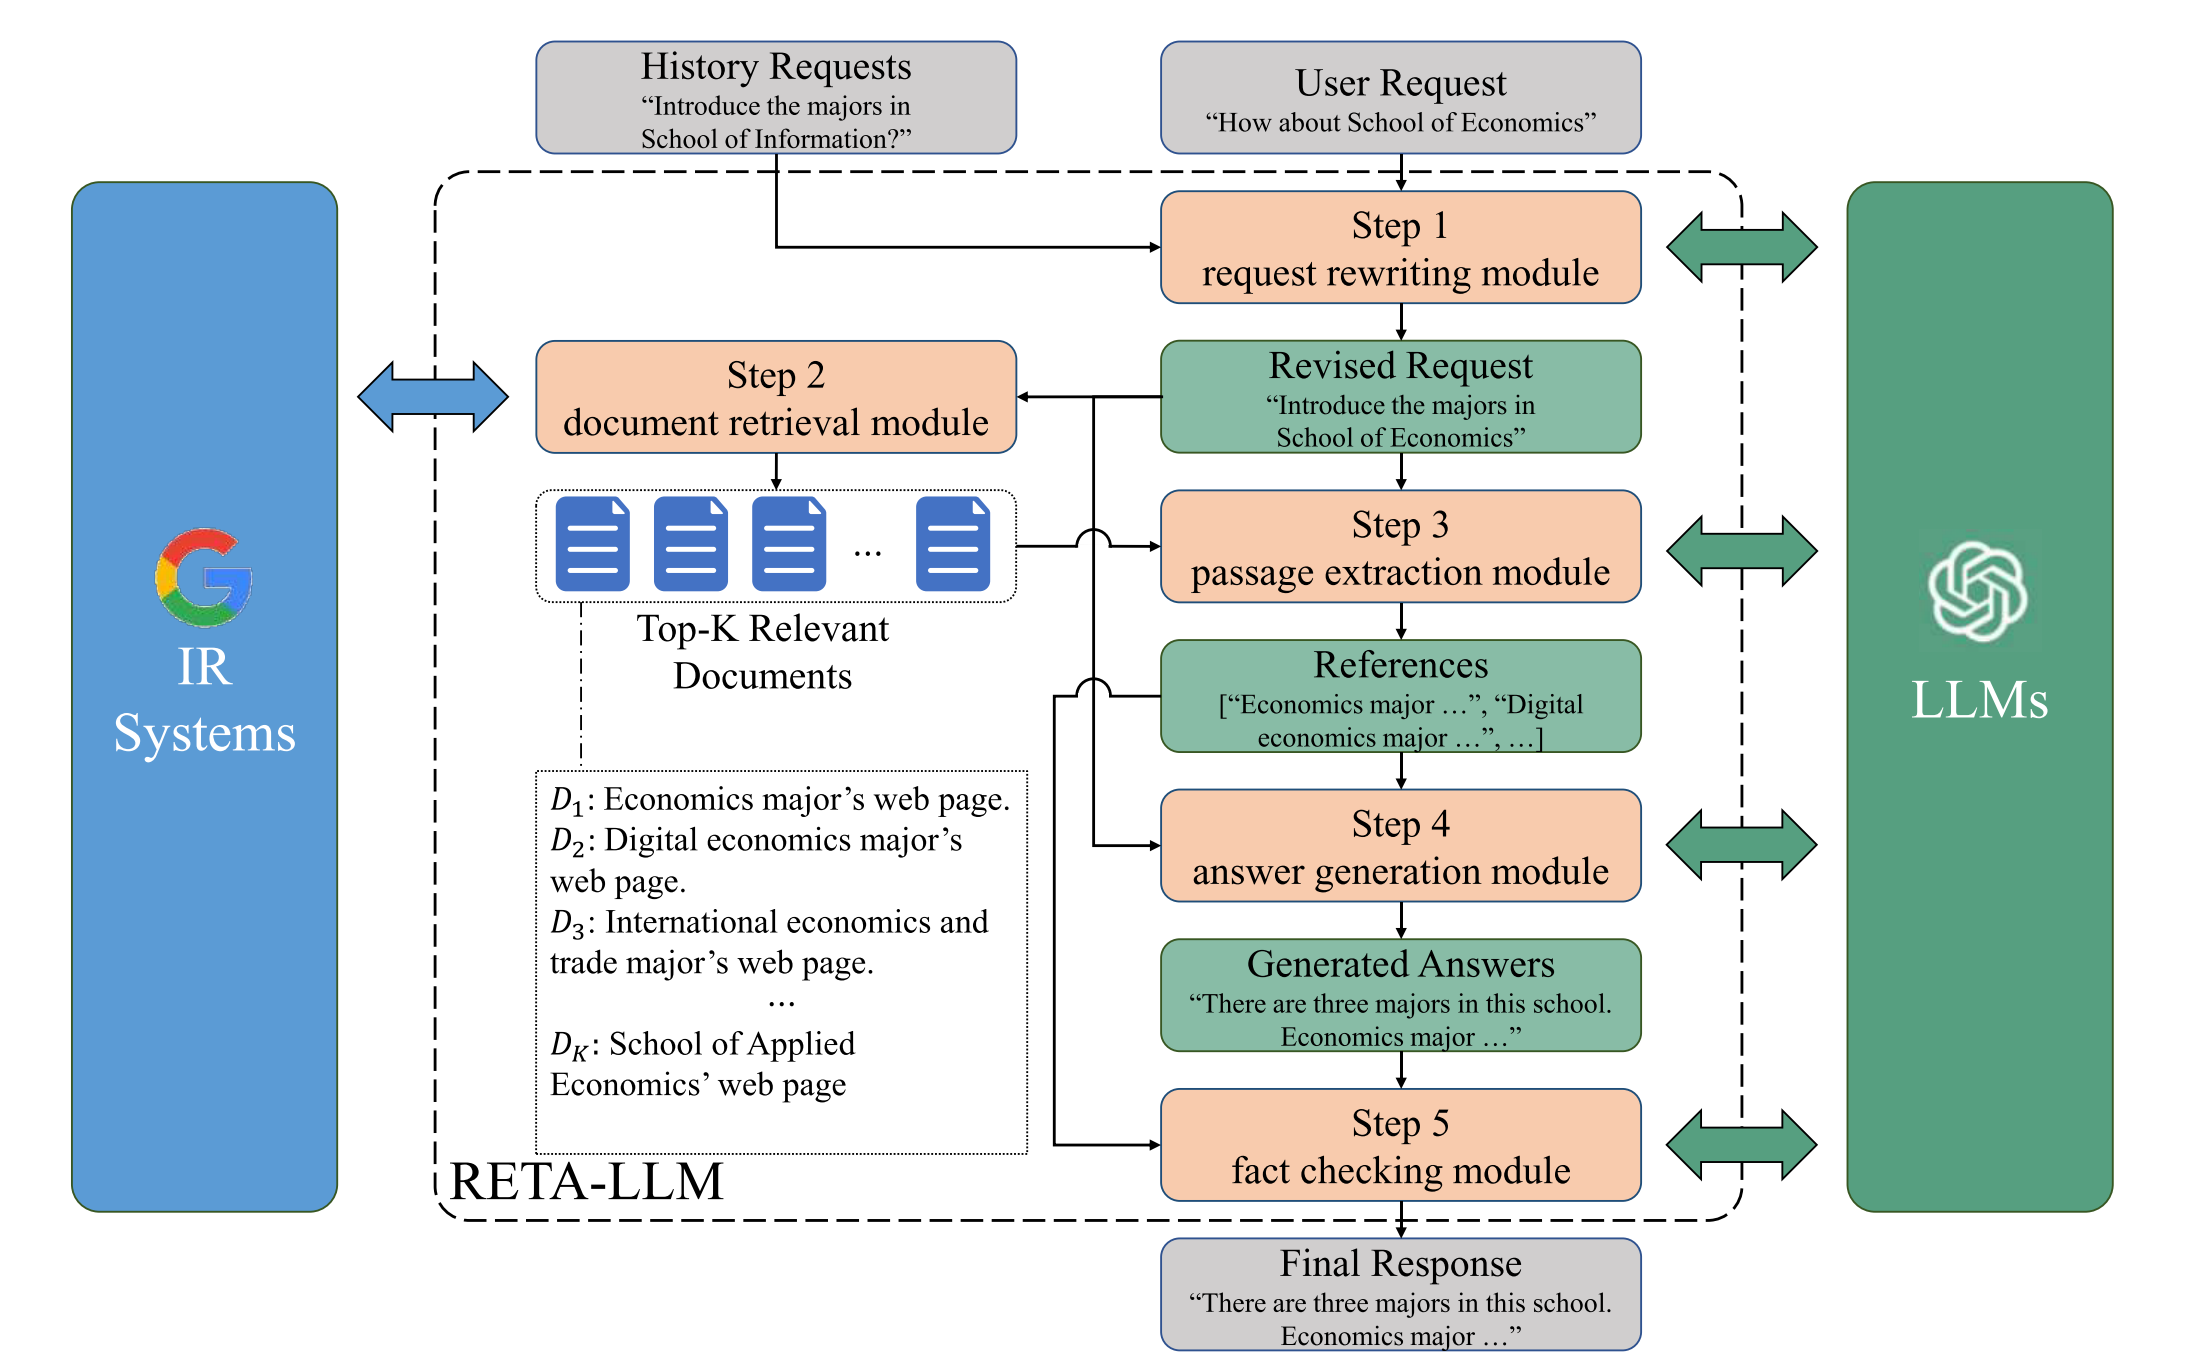 History Requests
“Introduce the majors in
School of Information?”
User Request
“How about School of Economics”
Step 1
request rewriting module
Step 2
document retrieval module
Revised Request
“Introduce the majors in
School of Economics”
...
Step 3
passage extraction module
Top-K Relevant
Documents
References
[“Economics major …”, “Digital
economics major …”, …]
IR
Systems
LLMs
D₁: Economics major’s web page.
D₂: Digital economics major’s
web page.
D₃: International economics and
trade major’s web page.
...
D_K: School of Applied
Economics’ web page
Step 4
answer generation module
Generated Answers
“There are three majors in this school.
Economics major …”
Step 5
fact checking module
RETA-LLM
Final Response
“There are three majors in this school.
Economics major …”